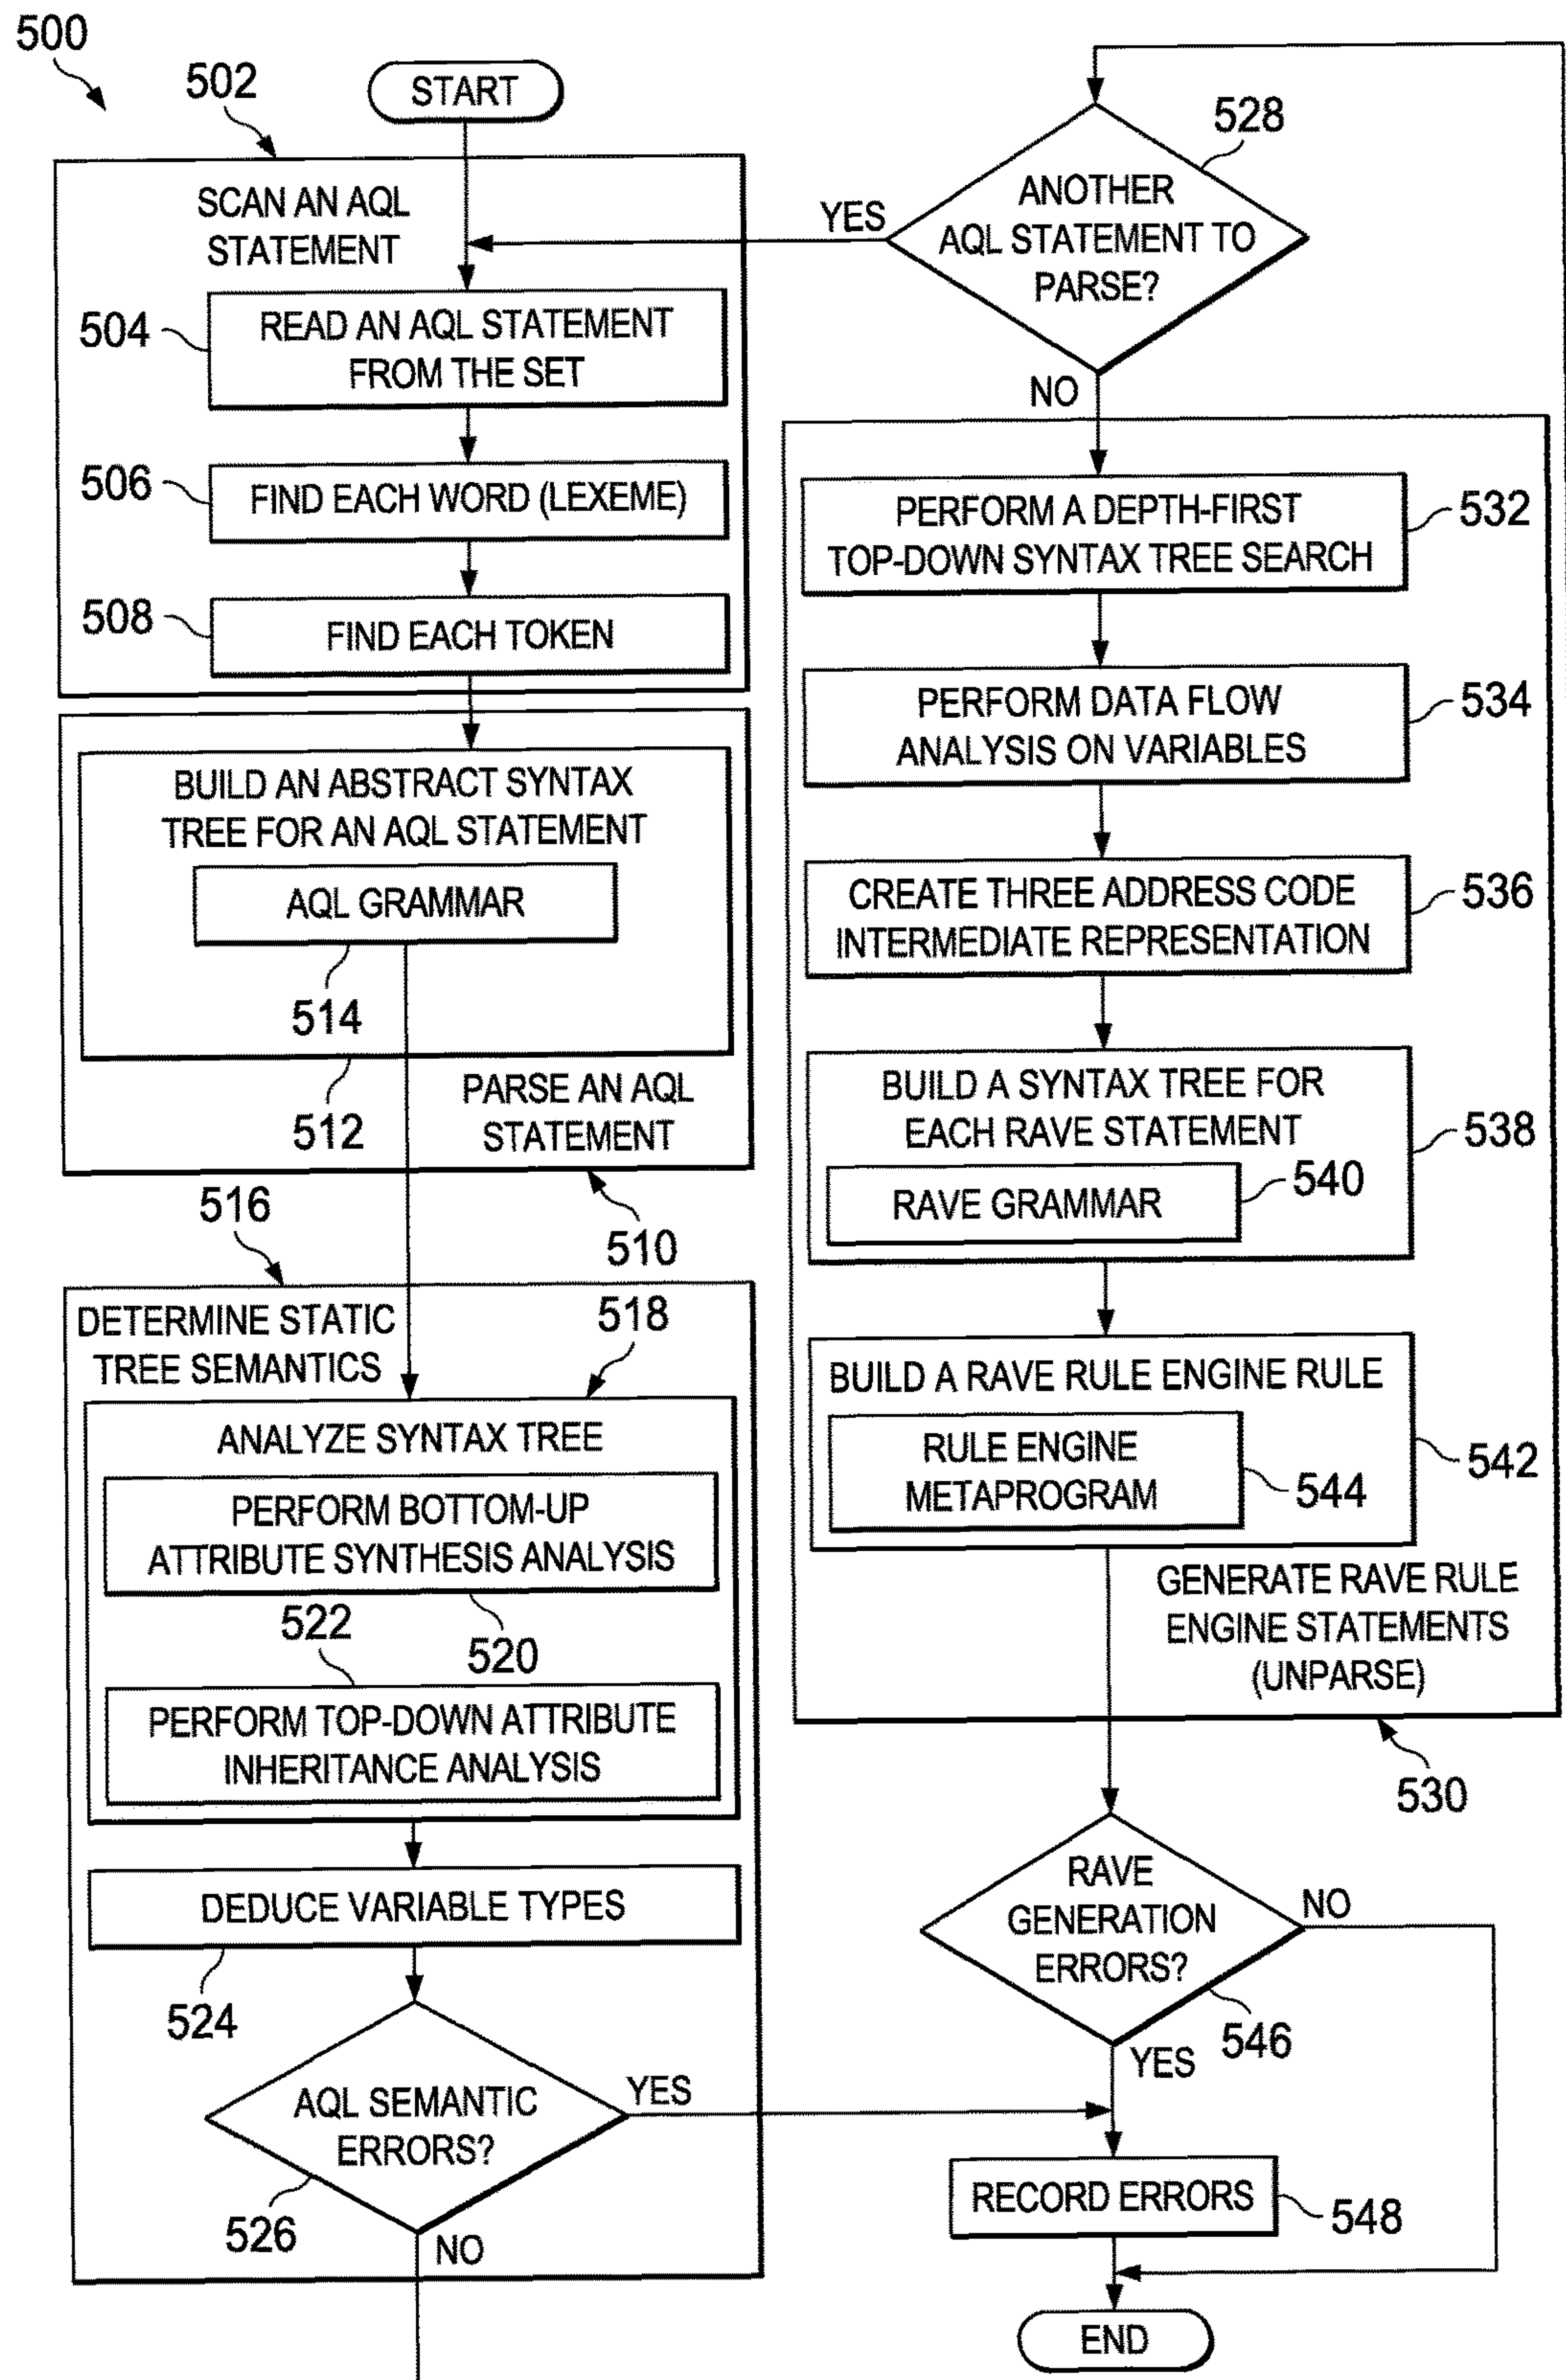 500
502
START
SCAN AN AQL
STATEMENT
504
READ AN AQL STATEMENT
FROM THE SET
506
FIND EACH WORD (LEXEME)
508
FIND EACH TOKEN
BUILD AN ABSTRACT SYNTAX
TREE FOR AN AQL STATEMENT
AQL GRAMMAR
514
512
PARSE AN AQL
STATEMENT
510
516
DETERMINE STATIC
TREE SEMANTICS
518
ANALYZE SYNTAX TREE
PERFORM BOTTOM-UP
ATTRIBUTE SYNTHESIS ANALYSIS
522
520
PERFORM TOP-DOWN ATTRIBUTE
INHERITANCE ANALYSIS
DEDUCE VARIABLE TYPES
524
AQL SEMANTIC
ERRORS?
YES
526
NO
528
ANOTHER
AQL STATEMENT TO
PARSE?
YES
NO
PERFORM A DEPTH-FIRST
TOP-DOWN SYNTAX TREE SEARCH
532
PERFORM DATA FLOW
ANALYSIS ON VARIABLES
534
CREATE THREE ADDRESS CODE
INTERMEDIATE REPRESENTATION
536
BUILD A SYNTAX TREE FOR
EACH RAVE STATEMENT
538
RAVE GRAMMAR
540
BUILD A RAVE RULE ENGINE RULE
RULE ENGINE
METAPROGRAM
544
542
GENERATE RAVE RULE
ENGINE STATEMENTS
(UNPARSE)
530
RAVE
GENERATION
ERRORS?
NO
546
YES
RECORD ERRORS
548
END